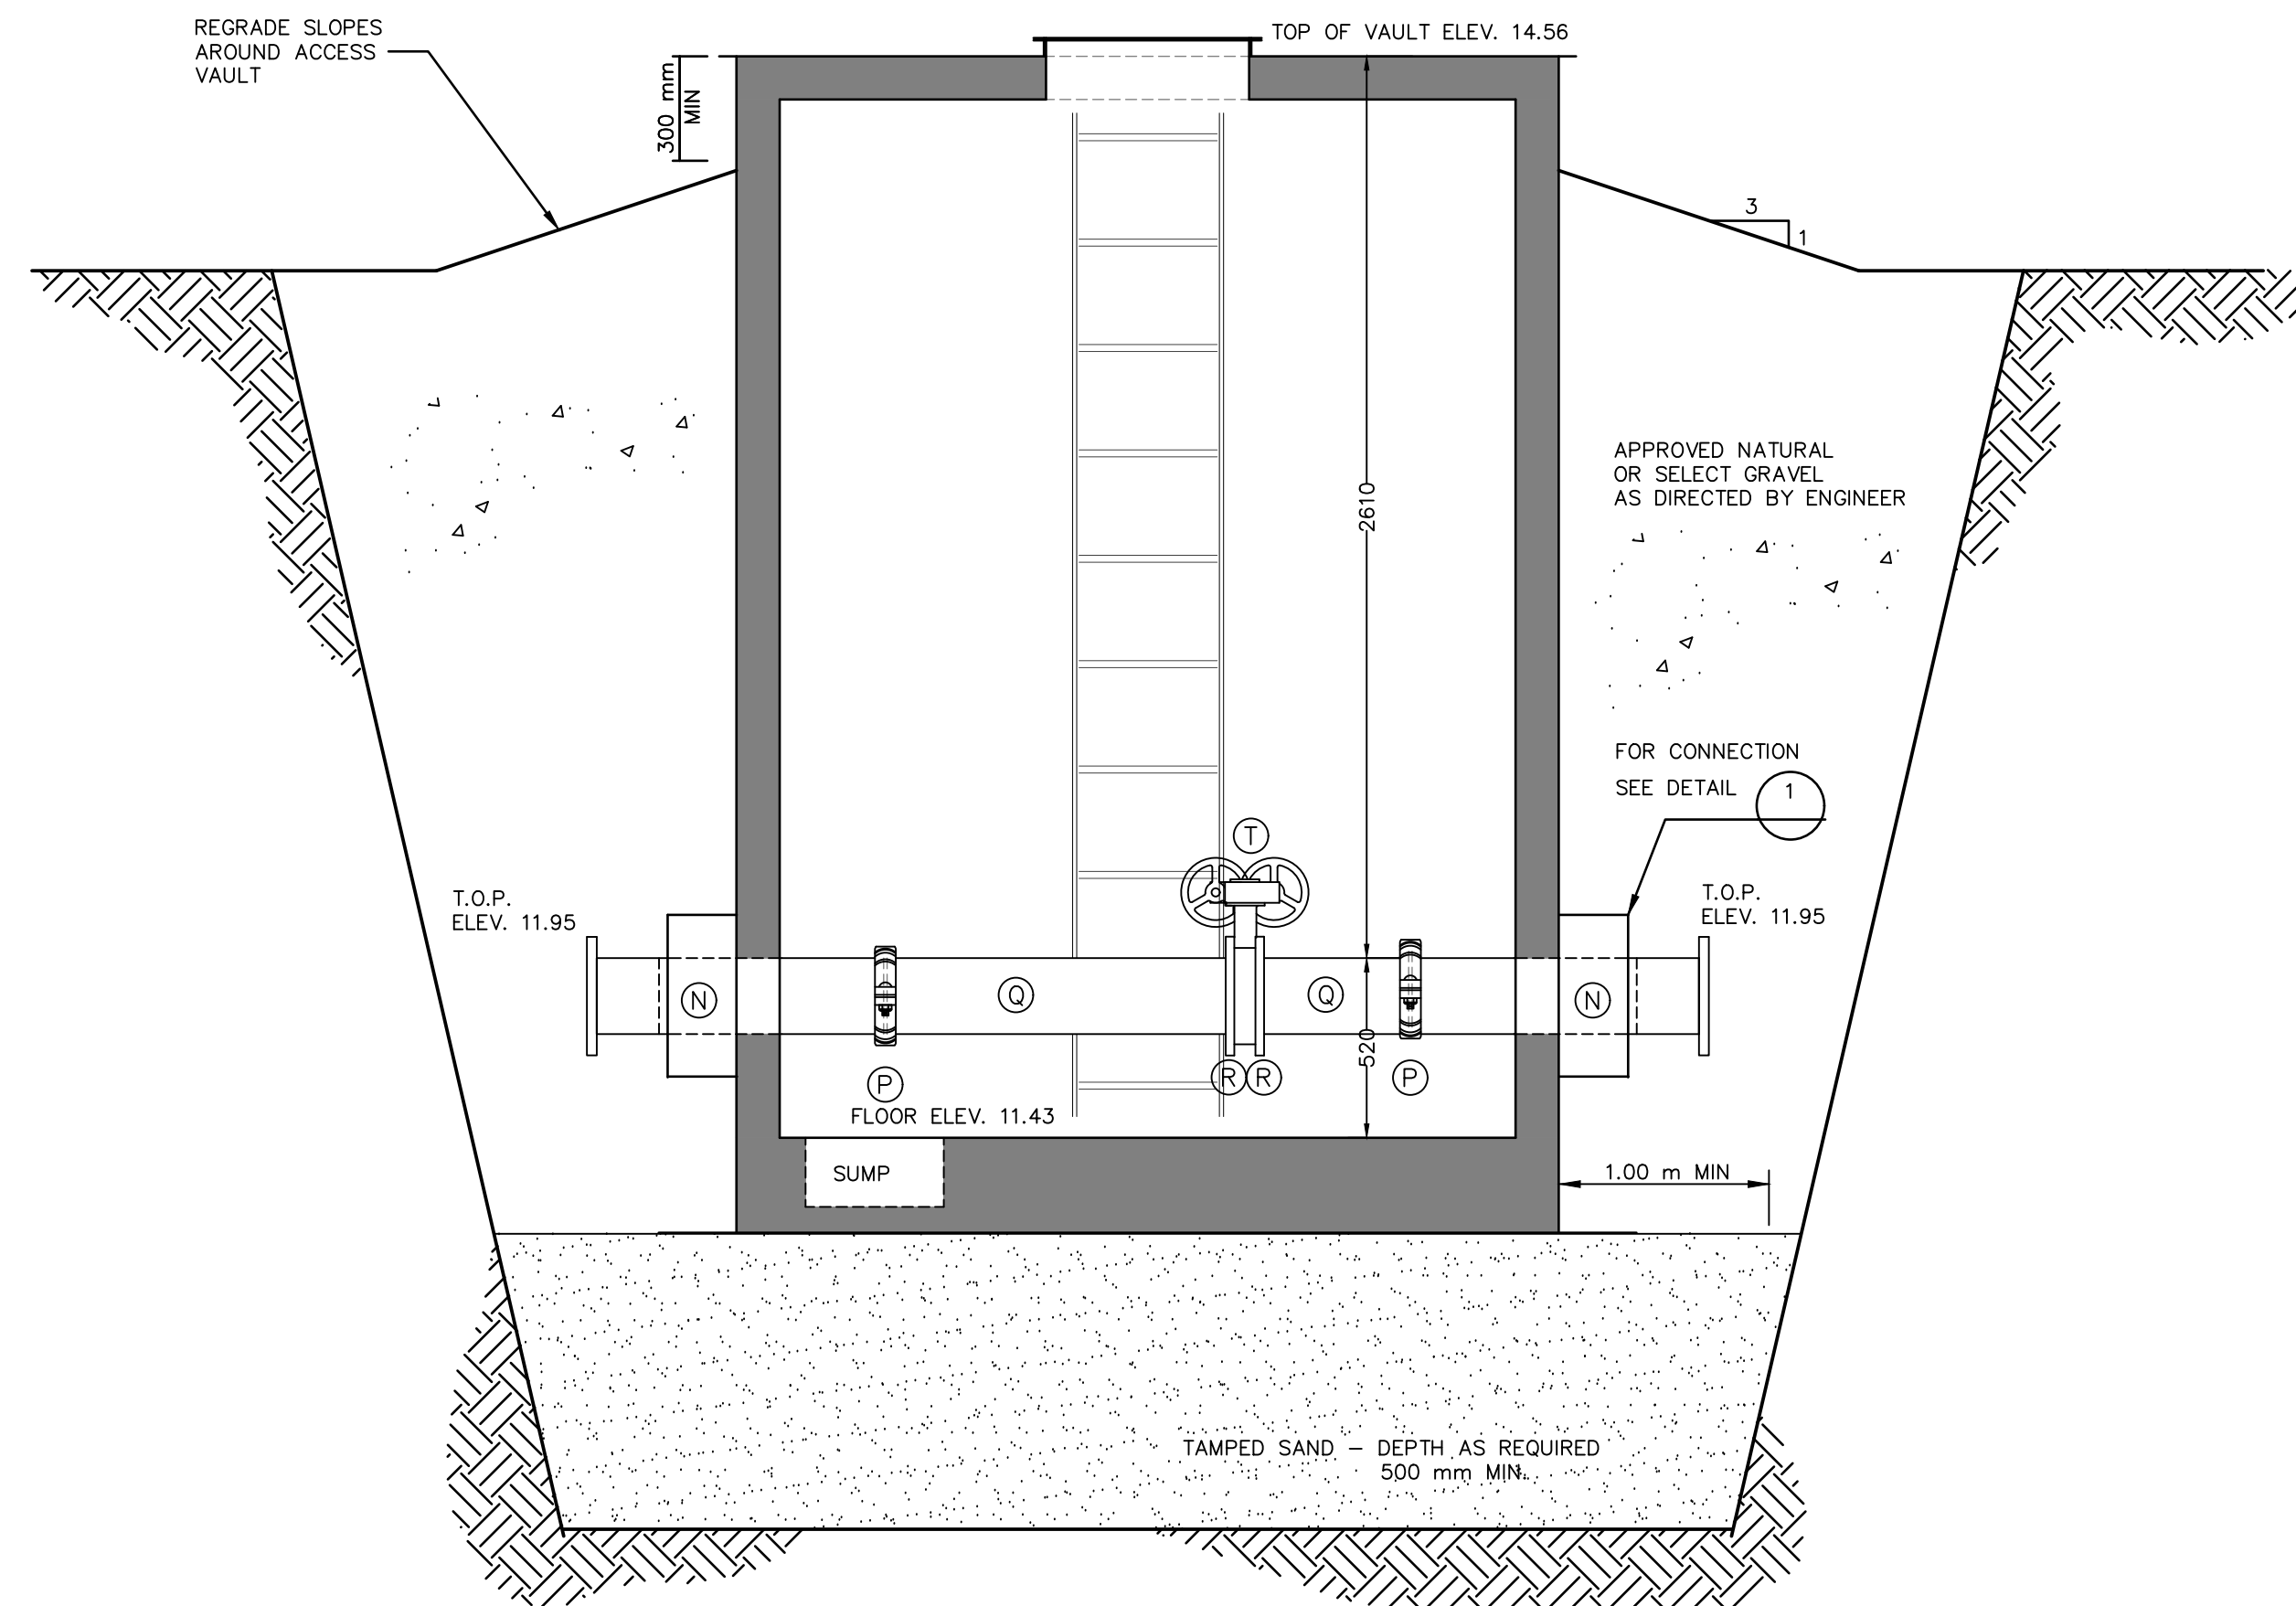 REGRADE SLOPES
AROUND ACCESS
VAULT
TOP OF VAULT ELEV. 14.56
300 mm
MIN
3
1
2610
APPROVED NATURAL
OR SELECT GRAVEL
AS DIRECTED BY ENGINEER
FOR CONNECTION
SEE DETAIL
1
T
T.O.P.
ELEV. 11.95
T.O.P.
ELEV. 11.95
N
Q
Q
N
520
P
R
R
P
FLOOR ELEV. 11.43
SUMP
1.00 m MIN
TAMPED SAND – DEPTH AS REQUIRED
500 mm MIN.